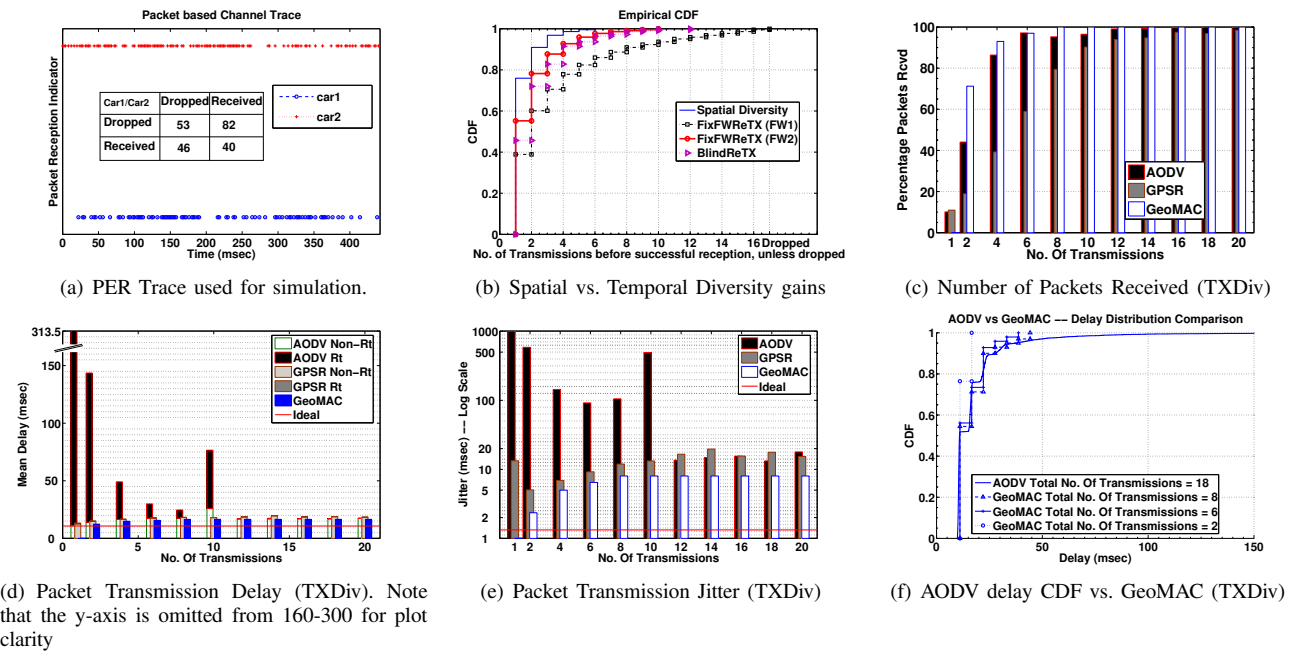 Packet based Channel Trace
Packet Reception Indicator
Car1/Car2 Dropped Received
Dropped 53 82
Received 46 40
car1
car2
0 50 100 150 200 250 300 350 400
Time (msec)
(a) PER Trace used for simulation.
Empirical CDF
CDF
1
0.8
0.6
0.4
0.2
0
Spatial Diversity
FixFWReTX (FW1)
FixFWReTX (FW2)
BlindReTX
0 2 4 6 8 10 12 14 16 Dropped
No. of Transmissions before successful reception, unless dropped
(b) Spatial vs. Temporal Diversity gains
Percentage Packets Rcvd
100
80
60
40
20
0
AODV
GPSR
GeoMAC
1 2 4 6 8 10 12 14 16 18 20
No. Of Transmissions
(c) Number of Packets Received (TXDiv)
Mean Delay (msec)
313.5
150
100
50
0
AODV Non−Rt
AODV Rt
GPSR Non−Rt
GPSR Rt
GeoMAC
Ideal
0 5 10 15 20
No. Of Transmissions
(d) Packet Transmission Delay (TXDiv). Note
that the y-axis is omitted from 160-300 for plot
clarity
Jitter (msec) −− Log Scale
1000
500
100
20
10
5
2
1
AODV
GPSR
GeoMAC
Ideal
1 2 4 6 8 10 12 14 16 18 20
No. Of Transmissions
(e) Packet Transmission Jitter (TXDiv)
AODV vs GeoMAC −− Delay Distribution Comparison
CDF
1
0.8
0.6
0.4
0.2
0
AODV Total No. Of Transmissions = 18
GeoMAC Total No. Of Transmissions = 8
GeoMAC Total No. Of Transmissions = 6
GeoMAC Total No. Of Transmissions = 2
0 50 100 150
Delay (msec)
(f) AODV delay CDF vs. GeoMAC (TXDiv)